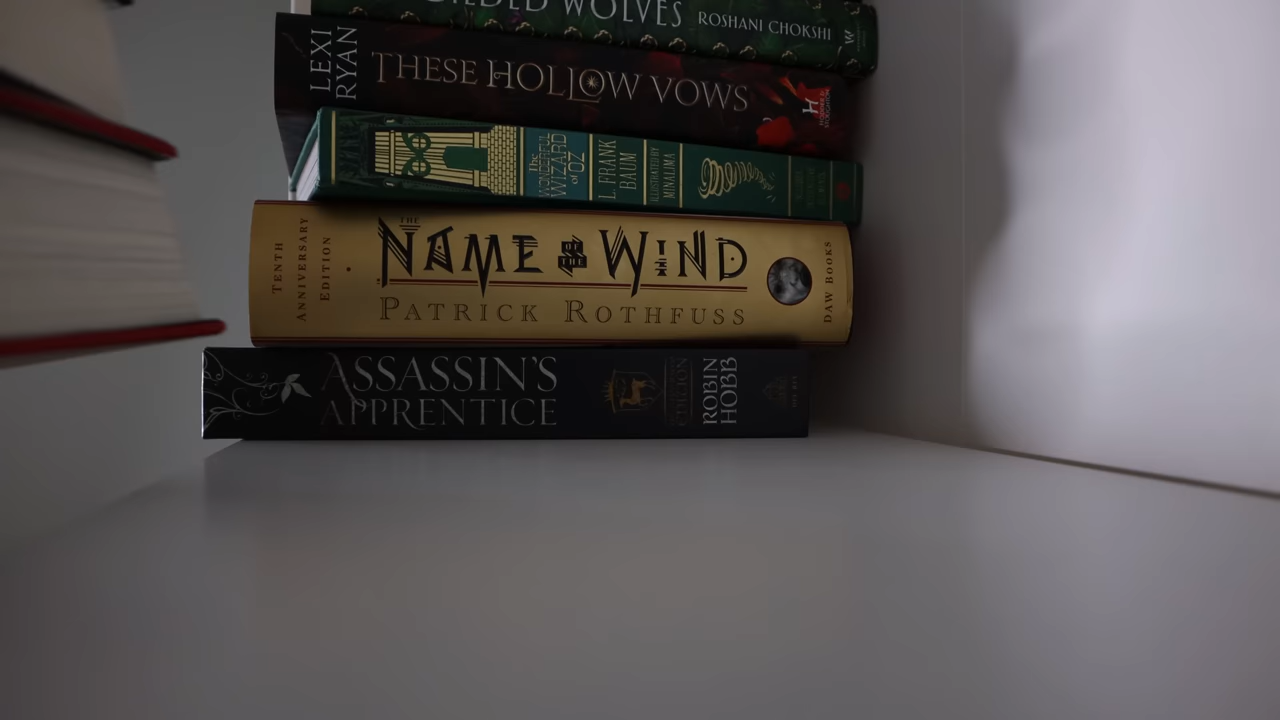 WOLVES ROSHANI CHOKSHI
LEXI
RYAN
THESE HOLLOW VOWS
H
The
WONDERFUL
WIZARD
of OZ
L. FRANK
BAUM
ILLUSTRATED BY
MINALIMA
TENTH
ANNIVERSARY
EDITION
THE
NAME OF THE WIND
PATRICK ROTHFUSS
DAW BOOKS
ASSASSIN'S
APPRENTICE
ROBIN
HOBB